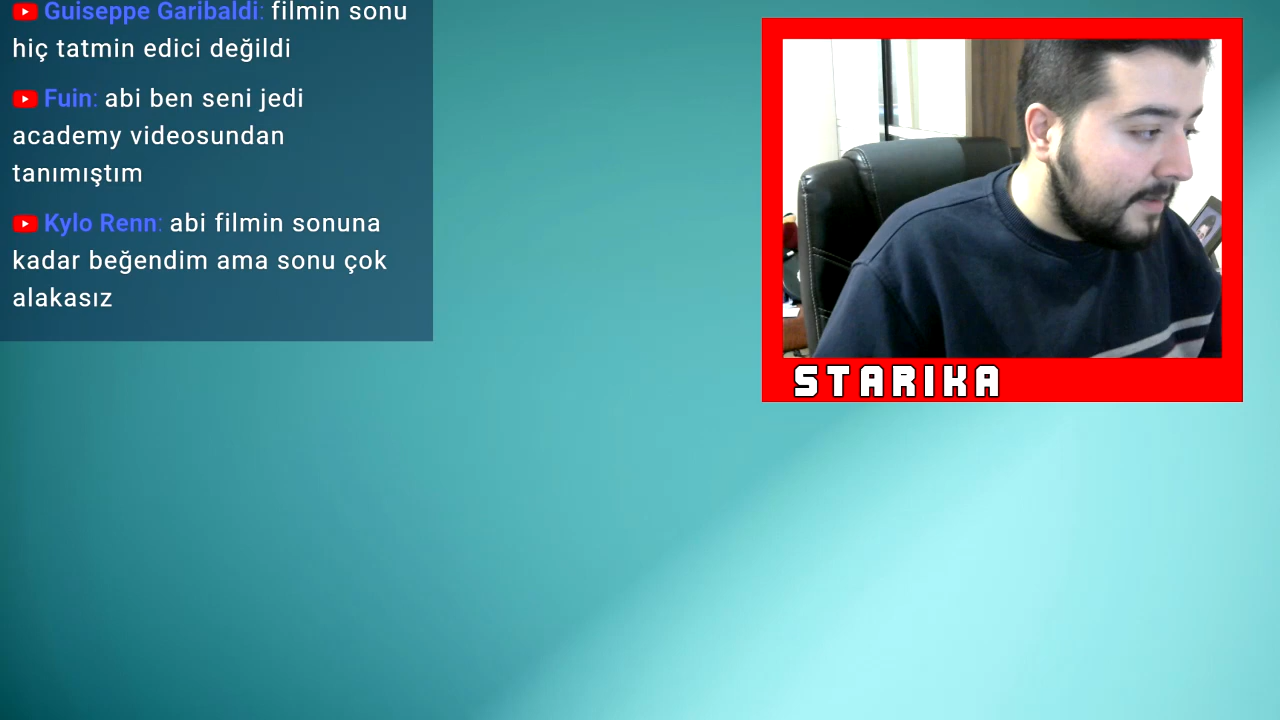 Guiseppe Garibaldi: filmin sonu
hiç tatmin edici değildi
Fuin: abi ben seni jedi
academy videosundan
tanımıştım
Kylo Renn: abi filmin sonuna
kadar beğendim ama sonu çok
alakasız
STARIKA